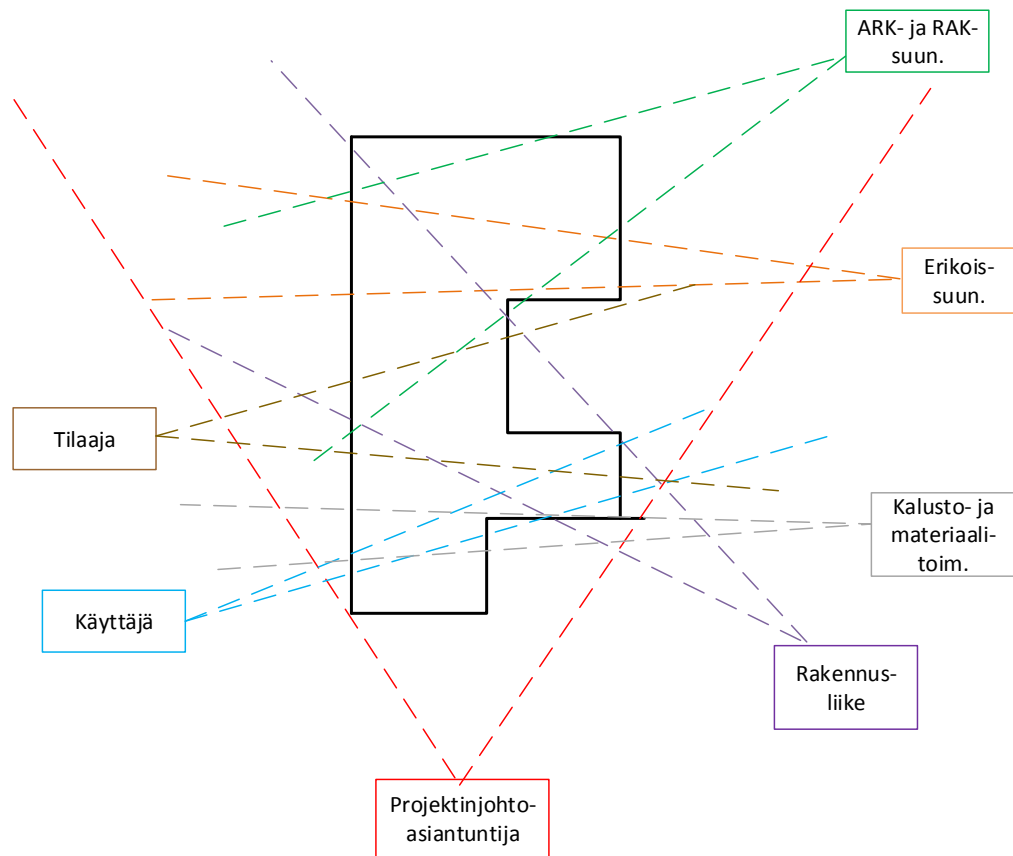 ARK- ja RAK-
suun.
Erikois-
suun.
Tilaaja
Kalusto- ja
materiaali-
toim.
Käyttäjä
Rakennus-
liike
Projektinjohto-
asiantuntija